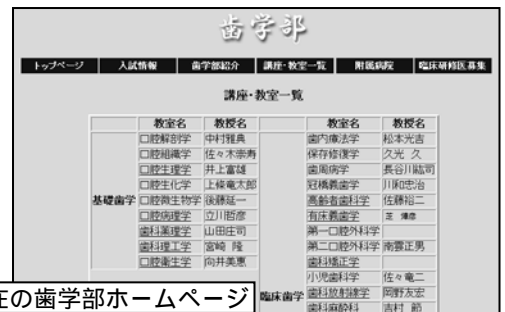 歯学部
トップページ 入試情報 歯学部紹介 講座・教室一覧 附属病院 臨床研修医募集
講座・教室一覧
教室名 教授名 教室名 教授名
基礎歯学
口腔解剖学 中村雅典
口腔組織学 佐々木崇寿
口腔生理学 井上富雄
口腔生化学 上條竜太郎
口腔微生物学 後藤延一
口腔病理学 立川哲彦
歯科薬理学 山田庄司
歯科理工学 宮崎 隆
口腔衛生学 向井美惠
臨床歯学
歯内療法学 松本光吉
保存修復学 久光 久
歯周病学 長谷川紘司
冠橋義歯学 川和忠治
高齢者歯科学 佐藤裕二
有床義歯学
第一口腔外科学
第二口腔外科学 南雲正男
歯科矯正学
小児歯科学 佐々竜二
歯科放射線学 岡野友宏
歯科麻酔科 吉村 節
在の歯学部ホームページ